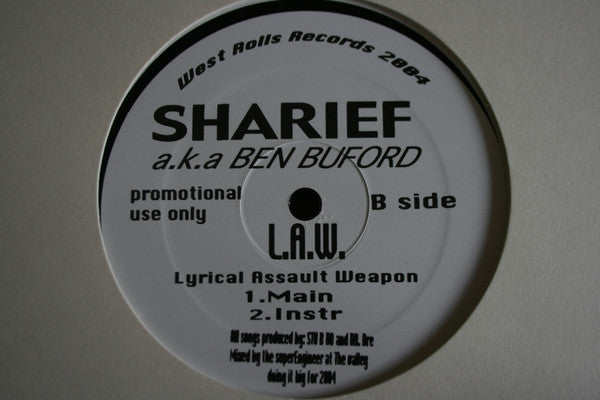 West Rolls Records 2004
SHARIEF
a.k.a BEN BUFORD
promotional
use only
B side
L.A.W.
Lyrical Assault Weapon
1.Main
2.Instr
All songs produced by: STU B DO and DR. Dre
Mixed by the superEngineer at The valley
doing it big for 2004